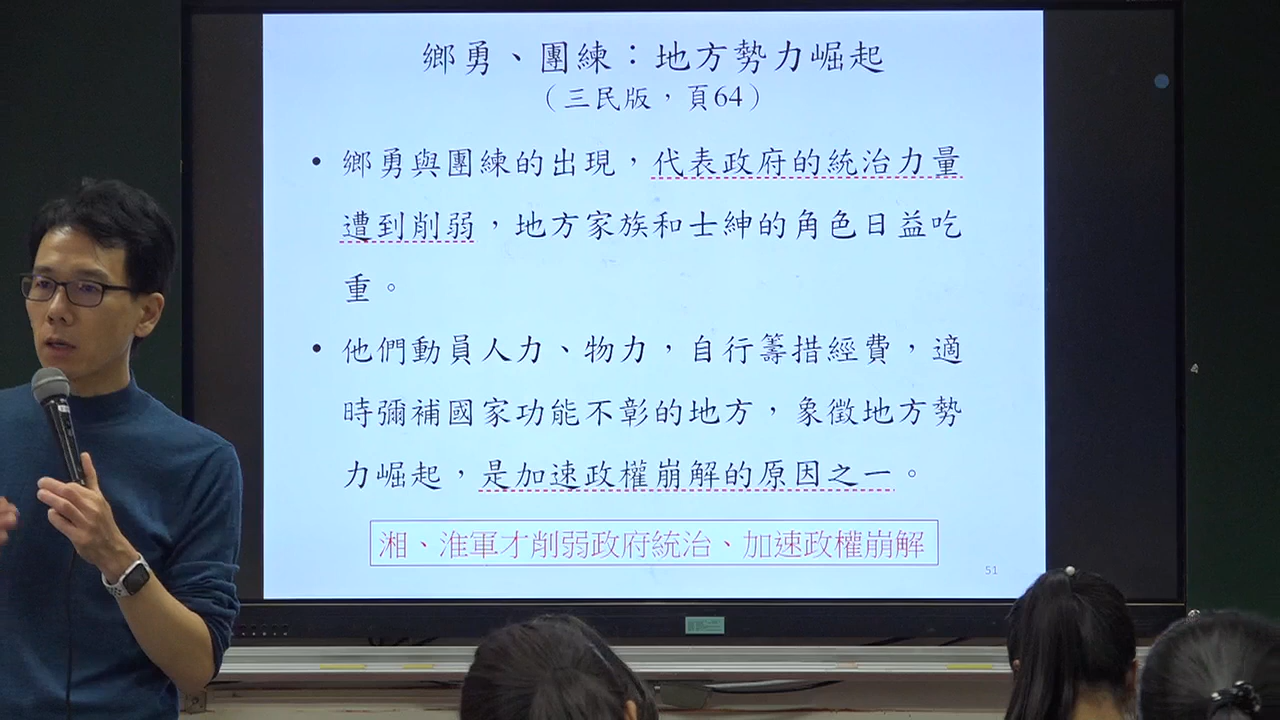 鄉勇、團練：地方勢力崛起
（三民版，頁64）
• 鄉勇與團練的出現，代表政府的統治力量
遭到削弱，地方家族和士紳的角色日益吃
重。
• 他們動員人力、物力，自行籌措經費，適
時彌補國家功能不彰的地方，象徵地方勢
力崛起，是加速政權崩解的原因之一。
湘、淮軍才削弱政府統治、加速政權崩解
51